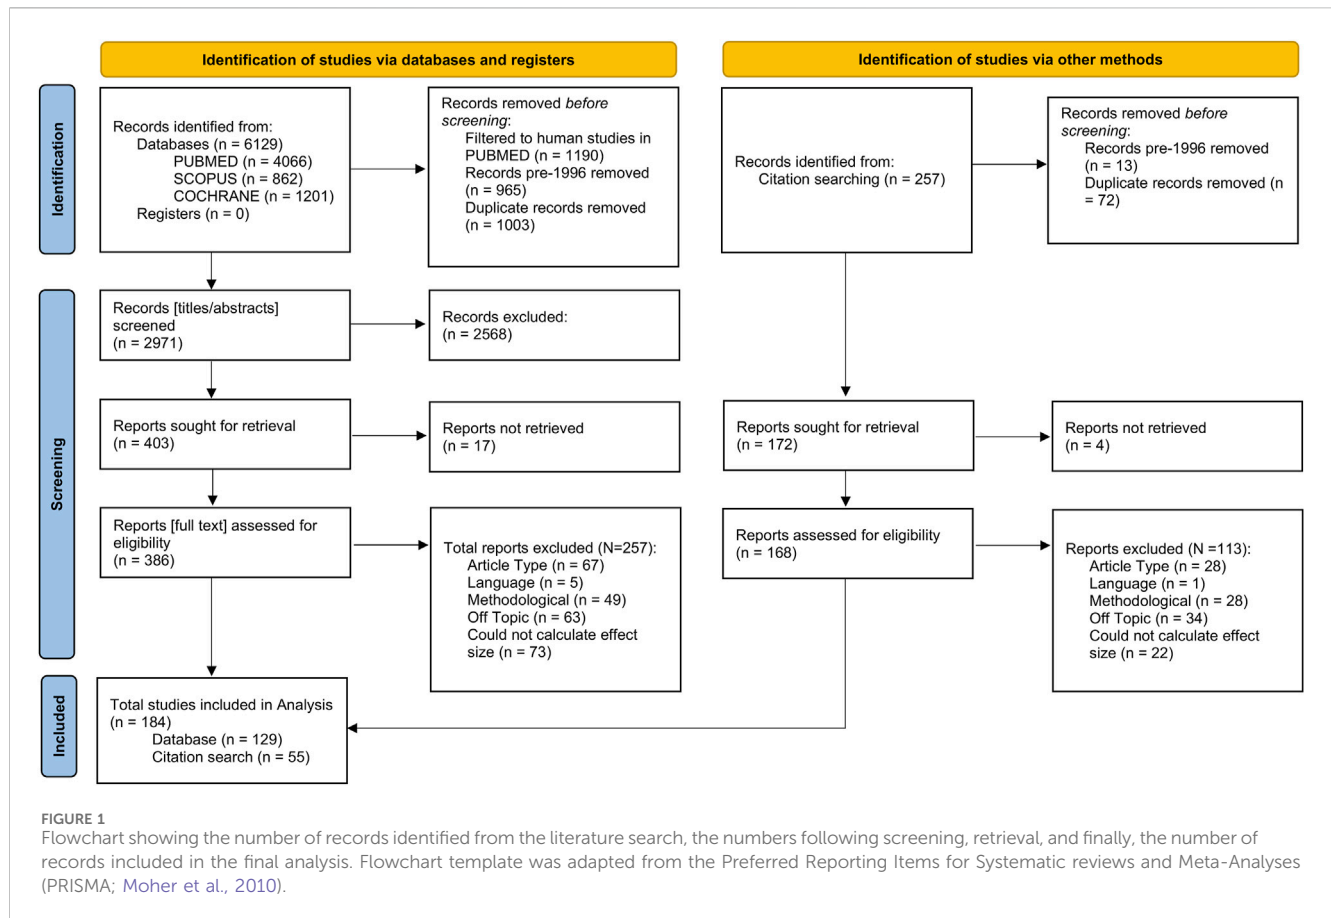 Identification of studies via databases and registers
Identification of studies via other methods
Identification
Records identified from:
Databases (n = 6129)
PUBMED (n = 4066)
SCOPUS (n = 862)
COCHRANE (n = 1201)
Registers (n = 0)
Records removed before
screening:
Filtered to human studies in
PUBMED (n = 1190)
Records pre-1996 removed
(n = 965)
Duplicate records removed
(n = 1003)
Records identified from:
Citation searching (n = 257)
Records removed before
screening:
Records pre-1996 removed
(n = 13)
Duplicate records removed (n
= 72)
Screening
Records [titles/abstracts]
screened
(n = 2971)
Records excluded:
(n = 2568)
Reports sought for retrieval
(n = 403)
Reports not retrieved
(n = 17)
Reports sought for retrieval
(n = 172)
Reports not retrieved
(n = 4)
Reports [full text] assessed for
eligibility
(n = 386)
Total reports excluded (N=257):
Article Type (n = 67)
Language (n = 5)
Methodological (n = 49)
Off Topic (n = 63)
Could not calculate effect
size (n = 73)
Reports assessed for eligibility
(n = 168)
Reports excluded (N =113):
Article Type (n = 28)
Language (n = 1)
Methodological (n = 28)
Off Topic (n = 34)
Could not calculate effect
size (n = 22)
Included
Total studies included in Analysis
(n = 184)
Database (n = 129)
Citation search (n = 55)
FIGURE 1
Flowchart showing the number of records identified from the literature search, the numbers following screening, retrieval, and finally, the number of
records included in the final analysis. Flowchart template was adapted from the Preferred Reporting Items for Systematic reviews and Meta-Analyses
(PRISMA; Moher et al., 2010).